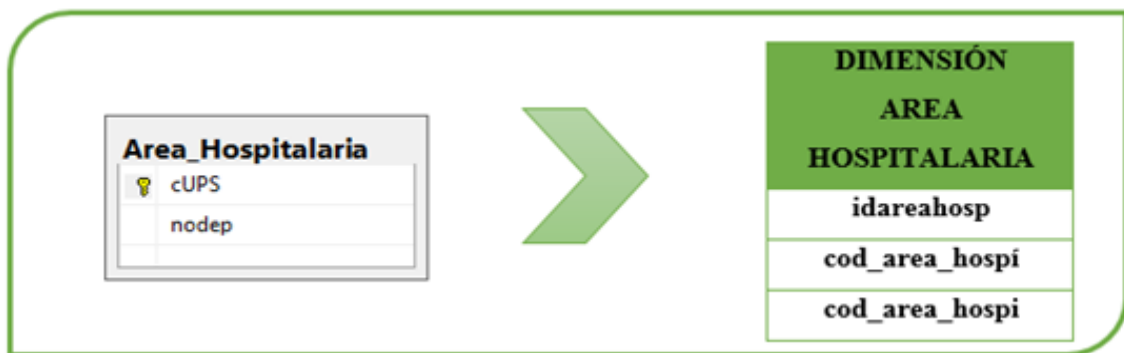 Area_Hospitalaria
cUPS
nodep
DIMENSIÓN
AREA
HOSPITALARIA
idareahosp
cod_area_hospí
cod_area_hospi